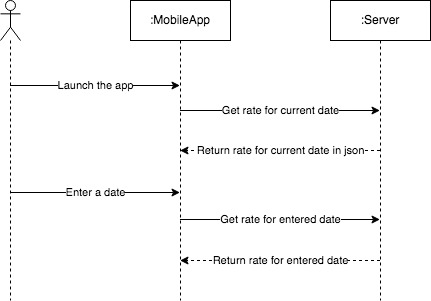 :MobileApp
:Server
Launch the app
Get rate for current date
Return rate for current date in json
Enter a date
Get rate for entered date
Return rate for entered date